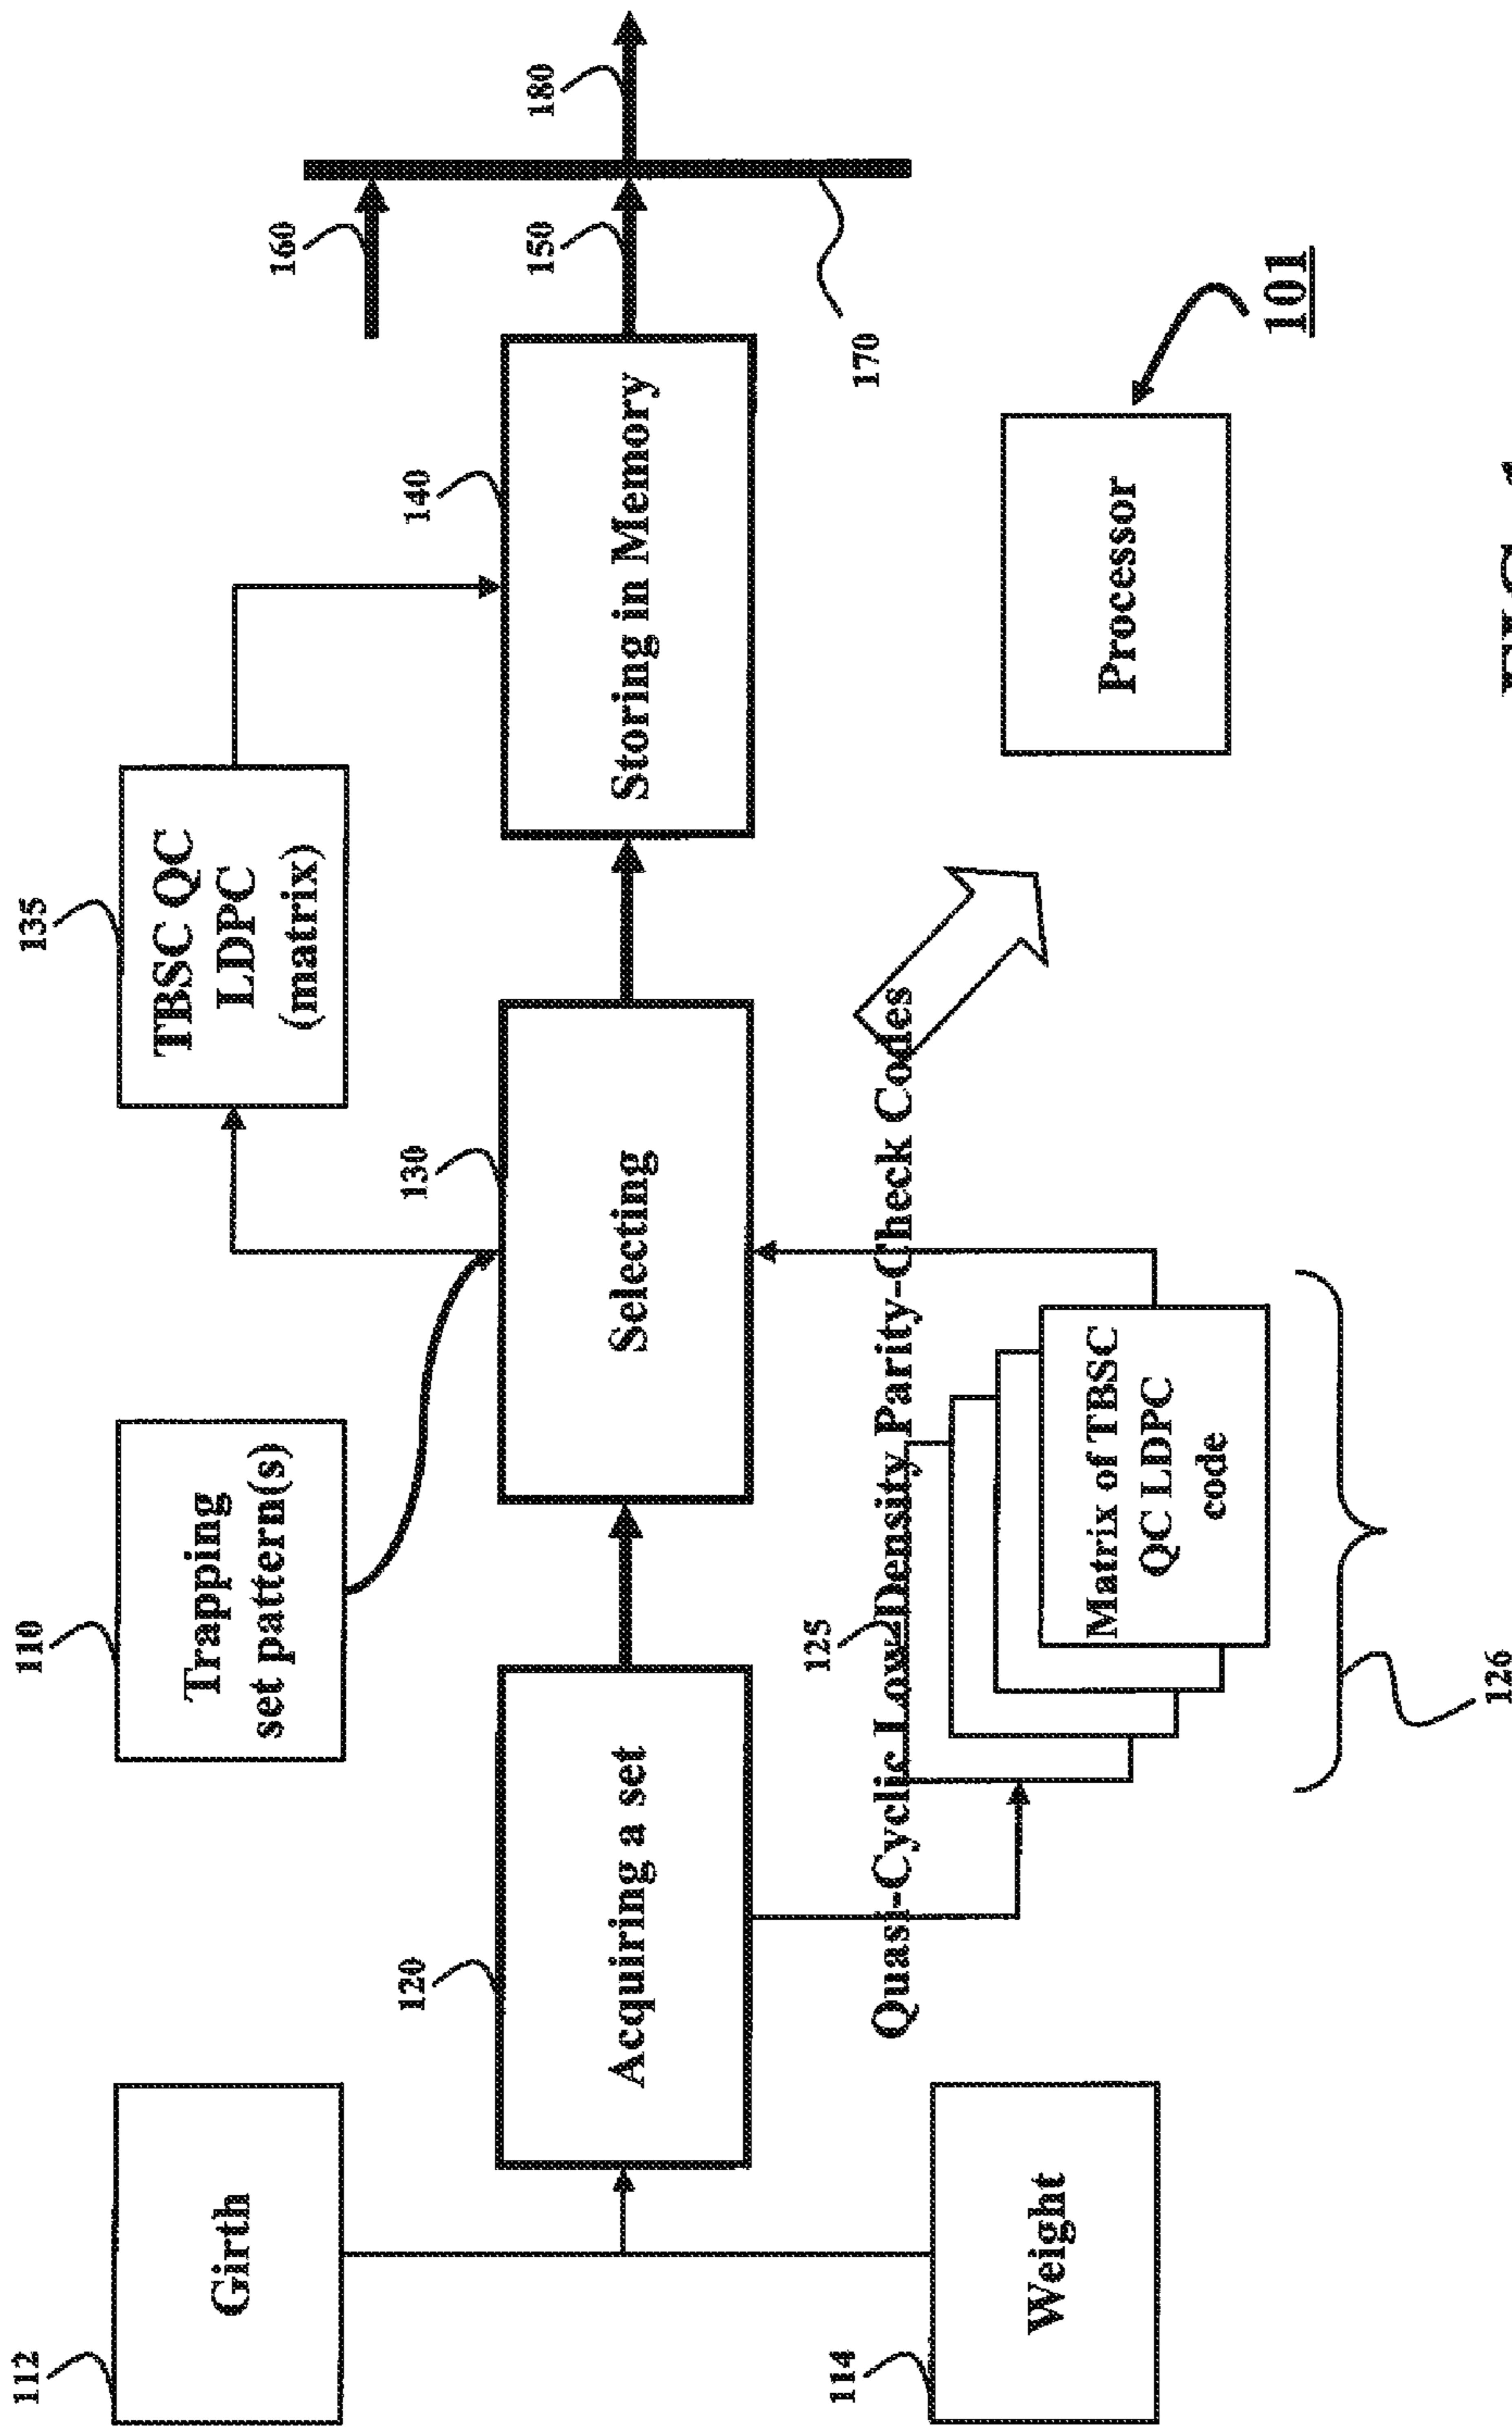 112
Girth
114
Weight
120
Acquiring a set
110
Trapping
set pattern(s)
125
Quasi-Cyclic Low-Density Parity-Check Codes
Matrix of TBSC
QC LDPC
code
126
130
Selecting
135
TBSC QC
LDPC
(matrix)
140
Storing in Memory
160
150
180
170
Processor
101